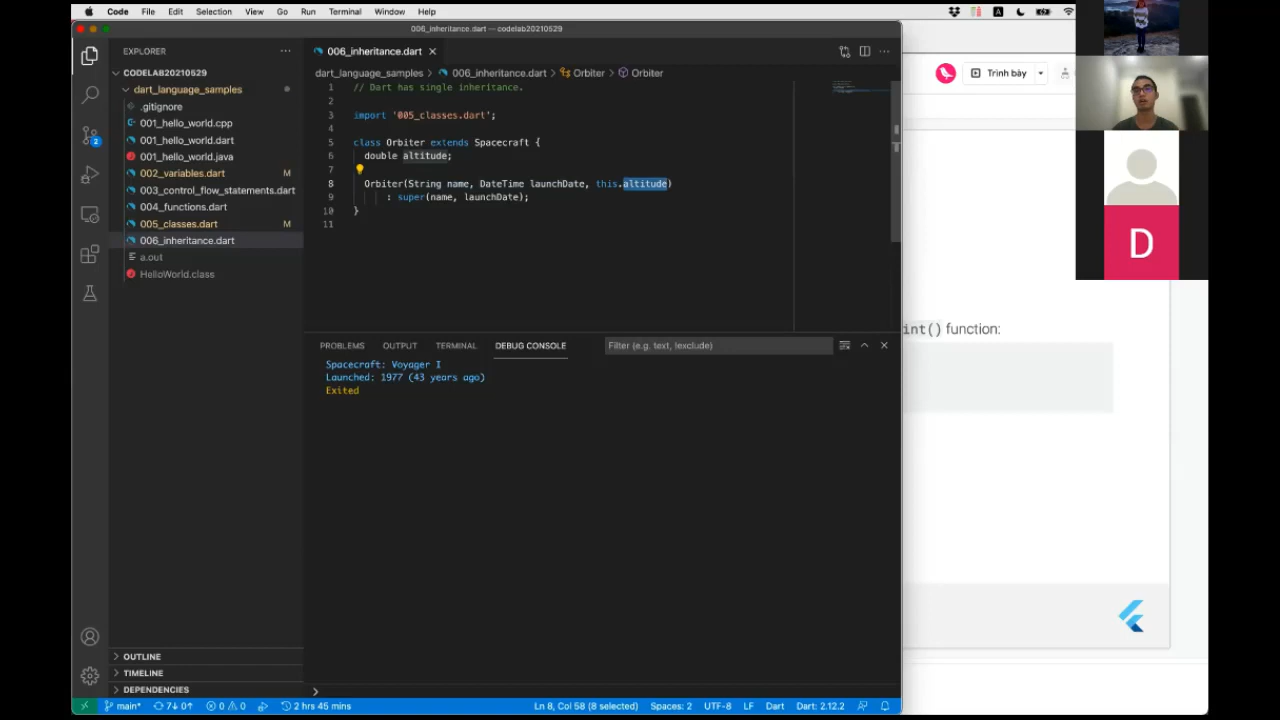 Code File Edit Selection View Go Run Terminal Window Help
006_inheritance.dart — codelab20210529
EXPLORER
CODELAB20210529
dart_language_samples
.gitignore
001_hello_world.cpp
001_hello_world.dart
001_hello_world.java
002_variables.dart M
003_control_flow_statements.dart
004_functions.dart
005_classes.dart M
006_inheritance.dart
a.out
HelloWorld.class
OUTLINE
TIMELINE
DEPENDENCIES
2
006_inheritance.dart
dart_language_samples > 006_inheritance.dart > Orbiter > Orbiter
1 // Dart has single inheritance.
2
3 import '005_classes.dart';
4
5 class Orbiter extends Spacecraft {
6 double altitude;
7
8 Orbiter(String name, DateTime launchDate, this.altitude)
9 : super(name, launchDate);
10 }
11
PROBLEMS OUTPUT TERMINAL DEBUG CONSOLE Filter (e.g. text, !exclude)
Spacecraft: Voyager I
Launched: 1977 (43 years ago)
Exited
main* 7↓ 0↑ 0 0 2 hrs 45 mins Ln 8, Col 58 (8 selected) Spaces: 2 UTF-8 LF Dart Dart: 2.12.2
A
Trình bày
D
int() function: